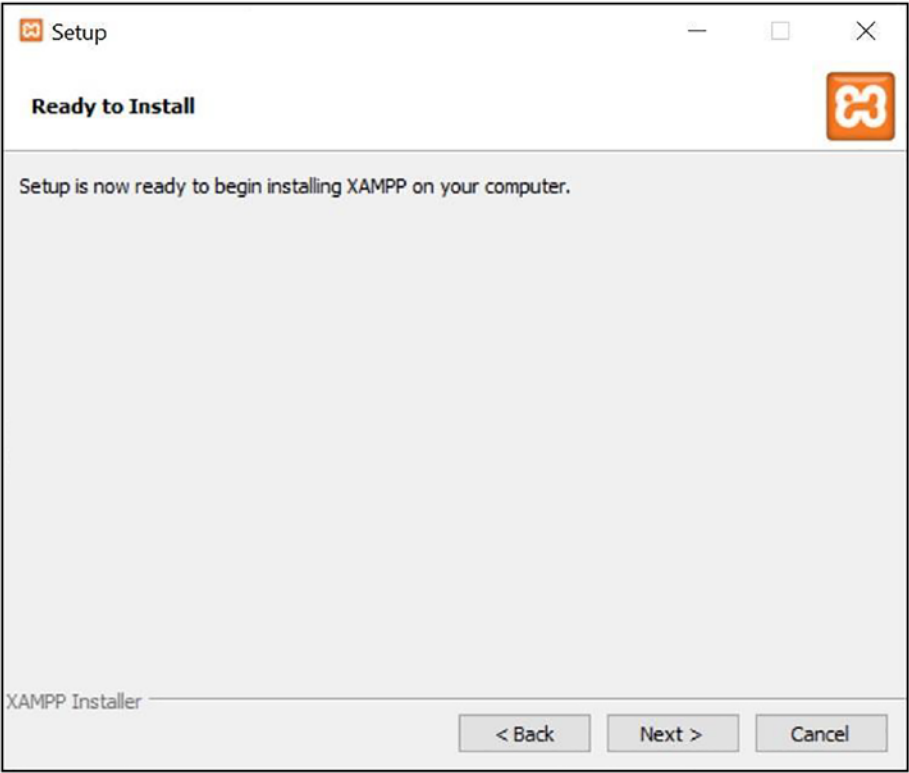 Setup
Ready to Install
Setup is now ready to begin installing XAMPP on your computer.
XAMPP Installer
< Back Next > Cancel